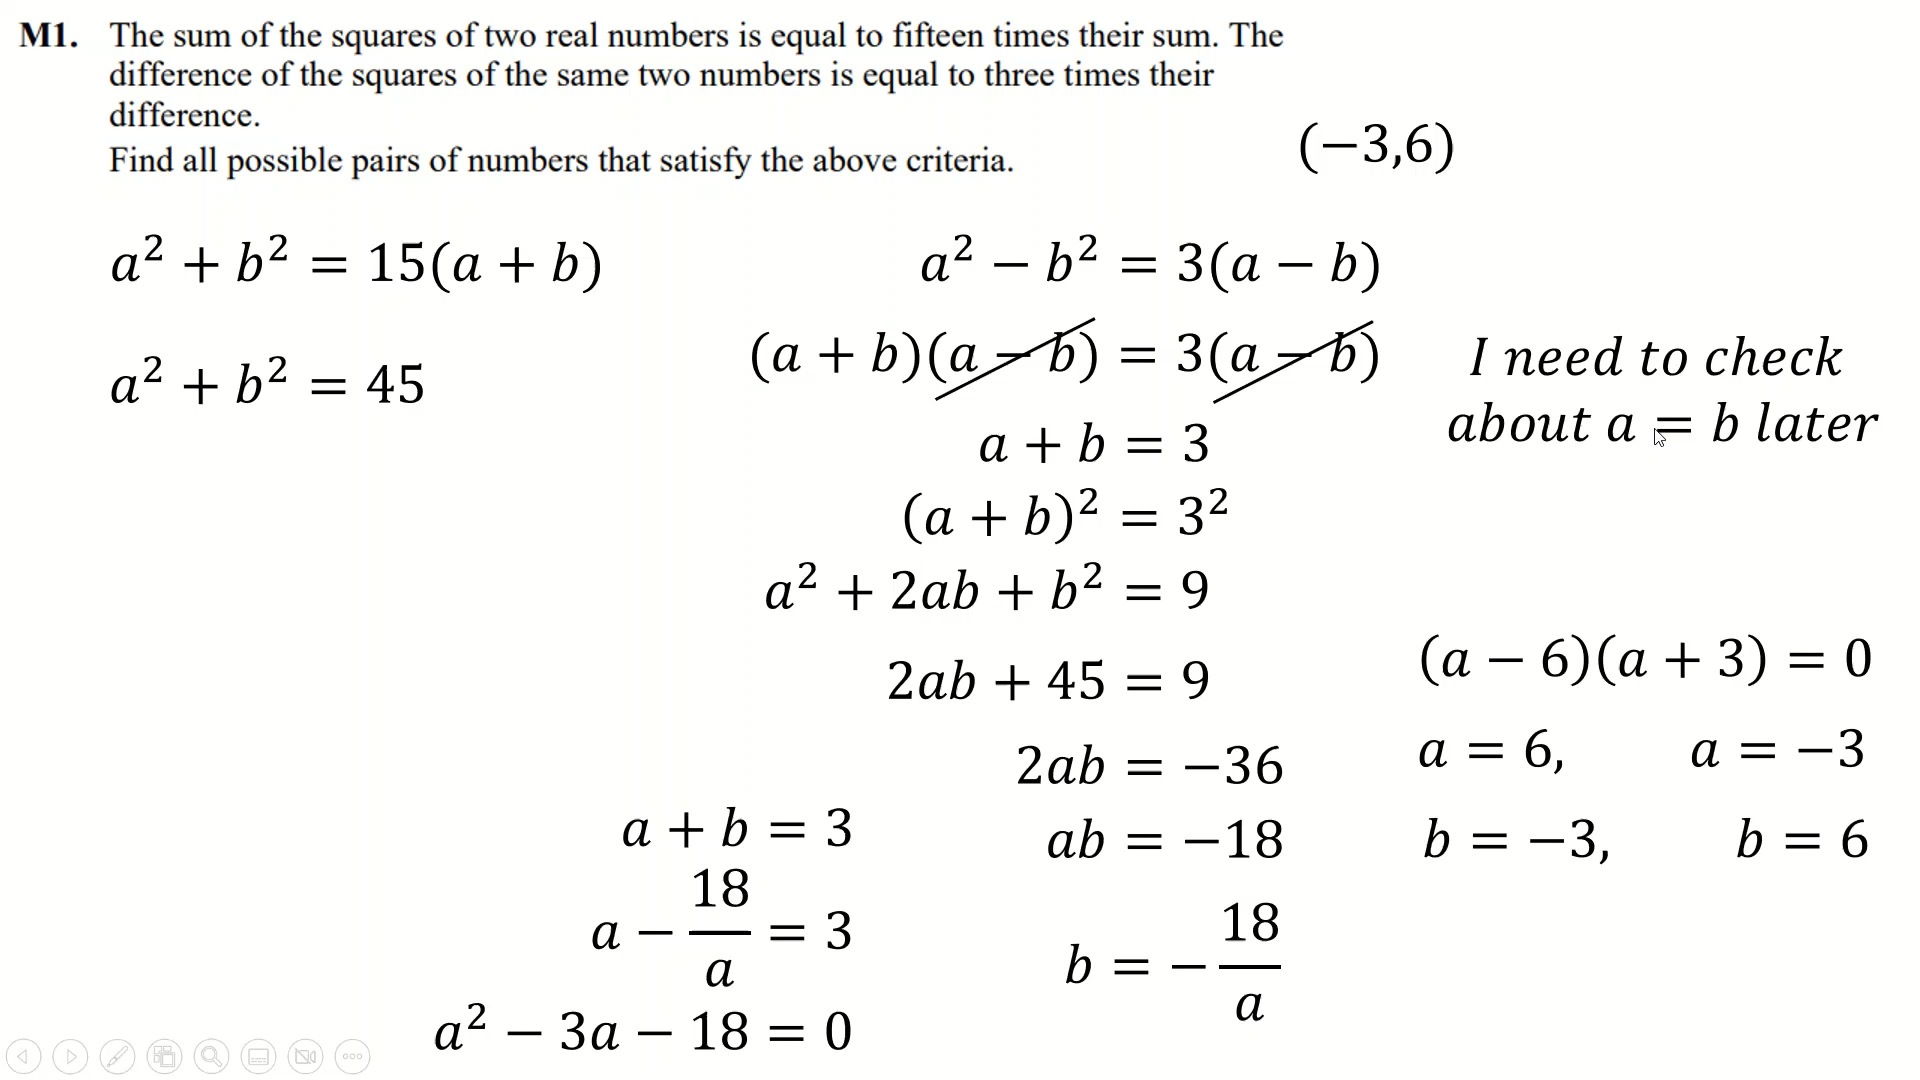 M1. The sum of the squares of two real numbers is equal to fifteen times their sum. The
difference of the squares of the same two numbers is equal to three times their
difference.
Find all possible pairs of numbers that satisfy the above criteria.
(−3,6)
a² + b² = 15(a + b)
a² + b² = 45
a² − b² = 3(a − b)
(a + b)(a − b) = 3(a − b)
a + b = 3
(a + b)² = 3²
a² + 2ab + b² = 9
2ab + 45 = 9
2ab = −36
ab = −18
b = −18/a
I need to check
about a = b later
a + b = 3
a − 18/a = 3
a² − 3a − 18 = 0
(a − 6)(a + 3) = 0
a = 6, a = −3
b = −3, b = 6